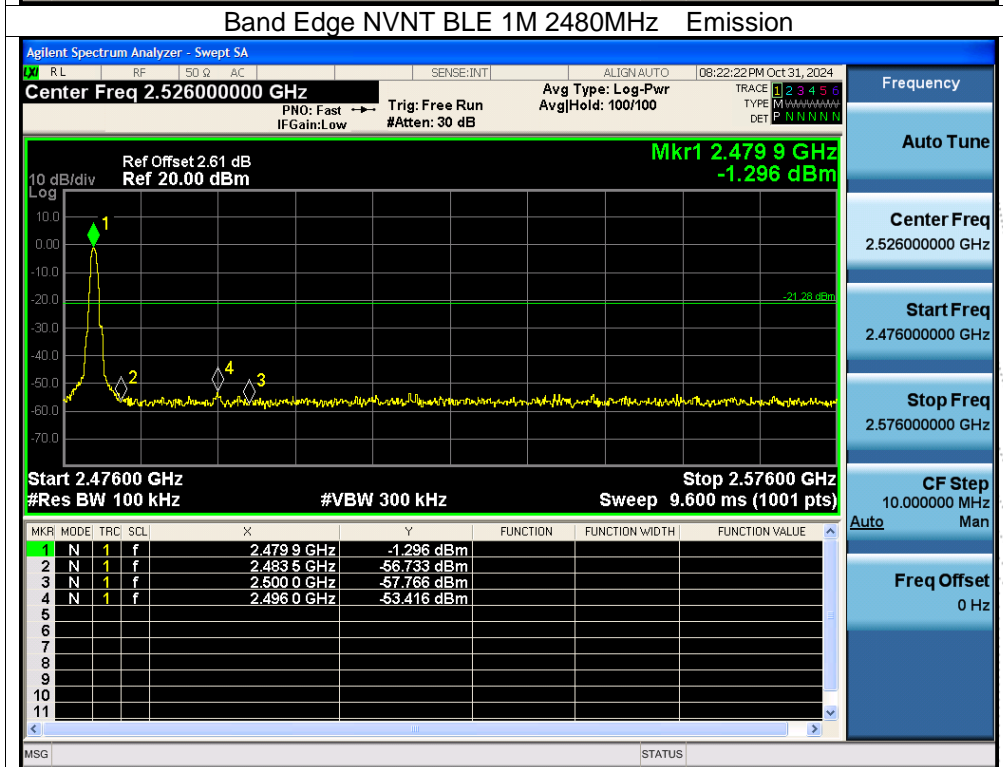 Band Edge NVNT BLE 1M 2480MHz Emission
Agilent Spectrum Analyzer - Swept SA
LXI RL RF 50 Ω AC SENSE:INT ALIGN AUTO 08:22:22 PM Oct 31, 2024
Center Freq 2.526000000 GHz
PNO: Fast
IFGain:Low
Trig: Free Run
#Atten: 30 dB
Avg Type: Log-Pwr
Avg|Hold: 100/100
TRACE 1 2 3 4 5 6
TYPE M WWWWW
DET P N N N N N
Mkr1 2.479 9 GHz
-1.296 dBm
Ref Offset 2.61 dB
10 dB/div Ref 20.00 dBm
Log
10.0
0.00
-10.0
-20.0
-30.0
-40.0
-50.0
-60.0
-70.0
1
2
4
3
-21.28 dBm
Start 2.47600 GHz Stop 2.57600 GHz
#Res BW 100 kHz #VBW 300 kHz Sweep 9.600 ms (1001 pts)
MKR MODE TRC SCL X Y FUNCTION FUNCTION WIDTH FUNCTION VALUE
1 N 1 f 2.479 9 GHz -1.296 dBm
2 N 1 f 2.483 5 GHz -56.733 dBm
3 N 1 f 2.500 0 GHz -57.766 dBm
4 N 1 f 2.496 0 GHz -53.416 dBm
5
6
7
8
9
10
11
MSG STATUS
Frequency
Auto Tune
Center Freq
2.526000000 GHz
Start Freq
2.476000000 GHz
Stop Freq
2.576000000 GHz
CF Step
10.000000 MHz
Auto Man
Freq Offset
0 Hz